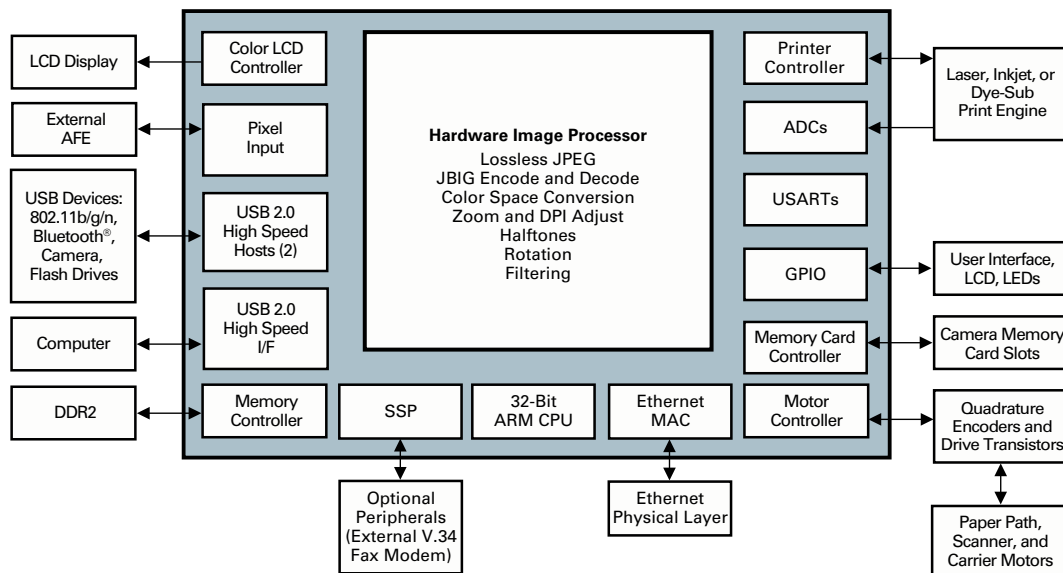 LCD Display
External
AFE
USB Devices:
802.11b/g/n,
Bluetooth®,
Camera,
Flash Drives
Computer
DDR2
Color LCD
Controller
Pixel
Input
USB 2.0
High Speed
Hosts (2)
USB 2.0
High Speed
I/F
Memory
Controller
Hardware Image Processor
Lossless JPEG
JBIG Encode and Decode
Color Space Conversion
Zoom and DPI Adjust
Halftones
Rotation
Filtering
SSP
32-Bit
ARM CPU
Ethernet
MAC
Printer
Controller
ADCs
USARTs
GPIO
Memory Card
Controller
Motor
Controller
Laser, Inkjet, or
Dye-Sub
Print Engine
User Interface,
LCD, LEDs
Camera Memory
Card Slots
Quadrature
Encoders and
Drive Transistors
Optional
Peripherals
(External V.34
Fax Modem)
Ethernet
Physical Layer
Paper Path,
Scanner, and
Carrier Motors